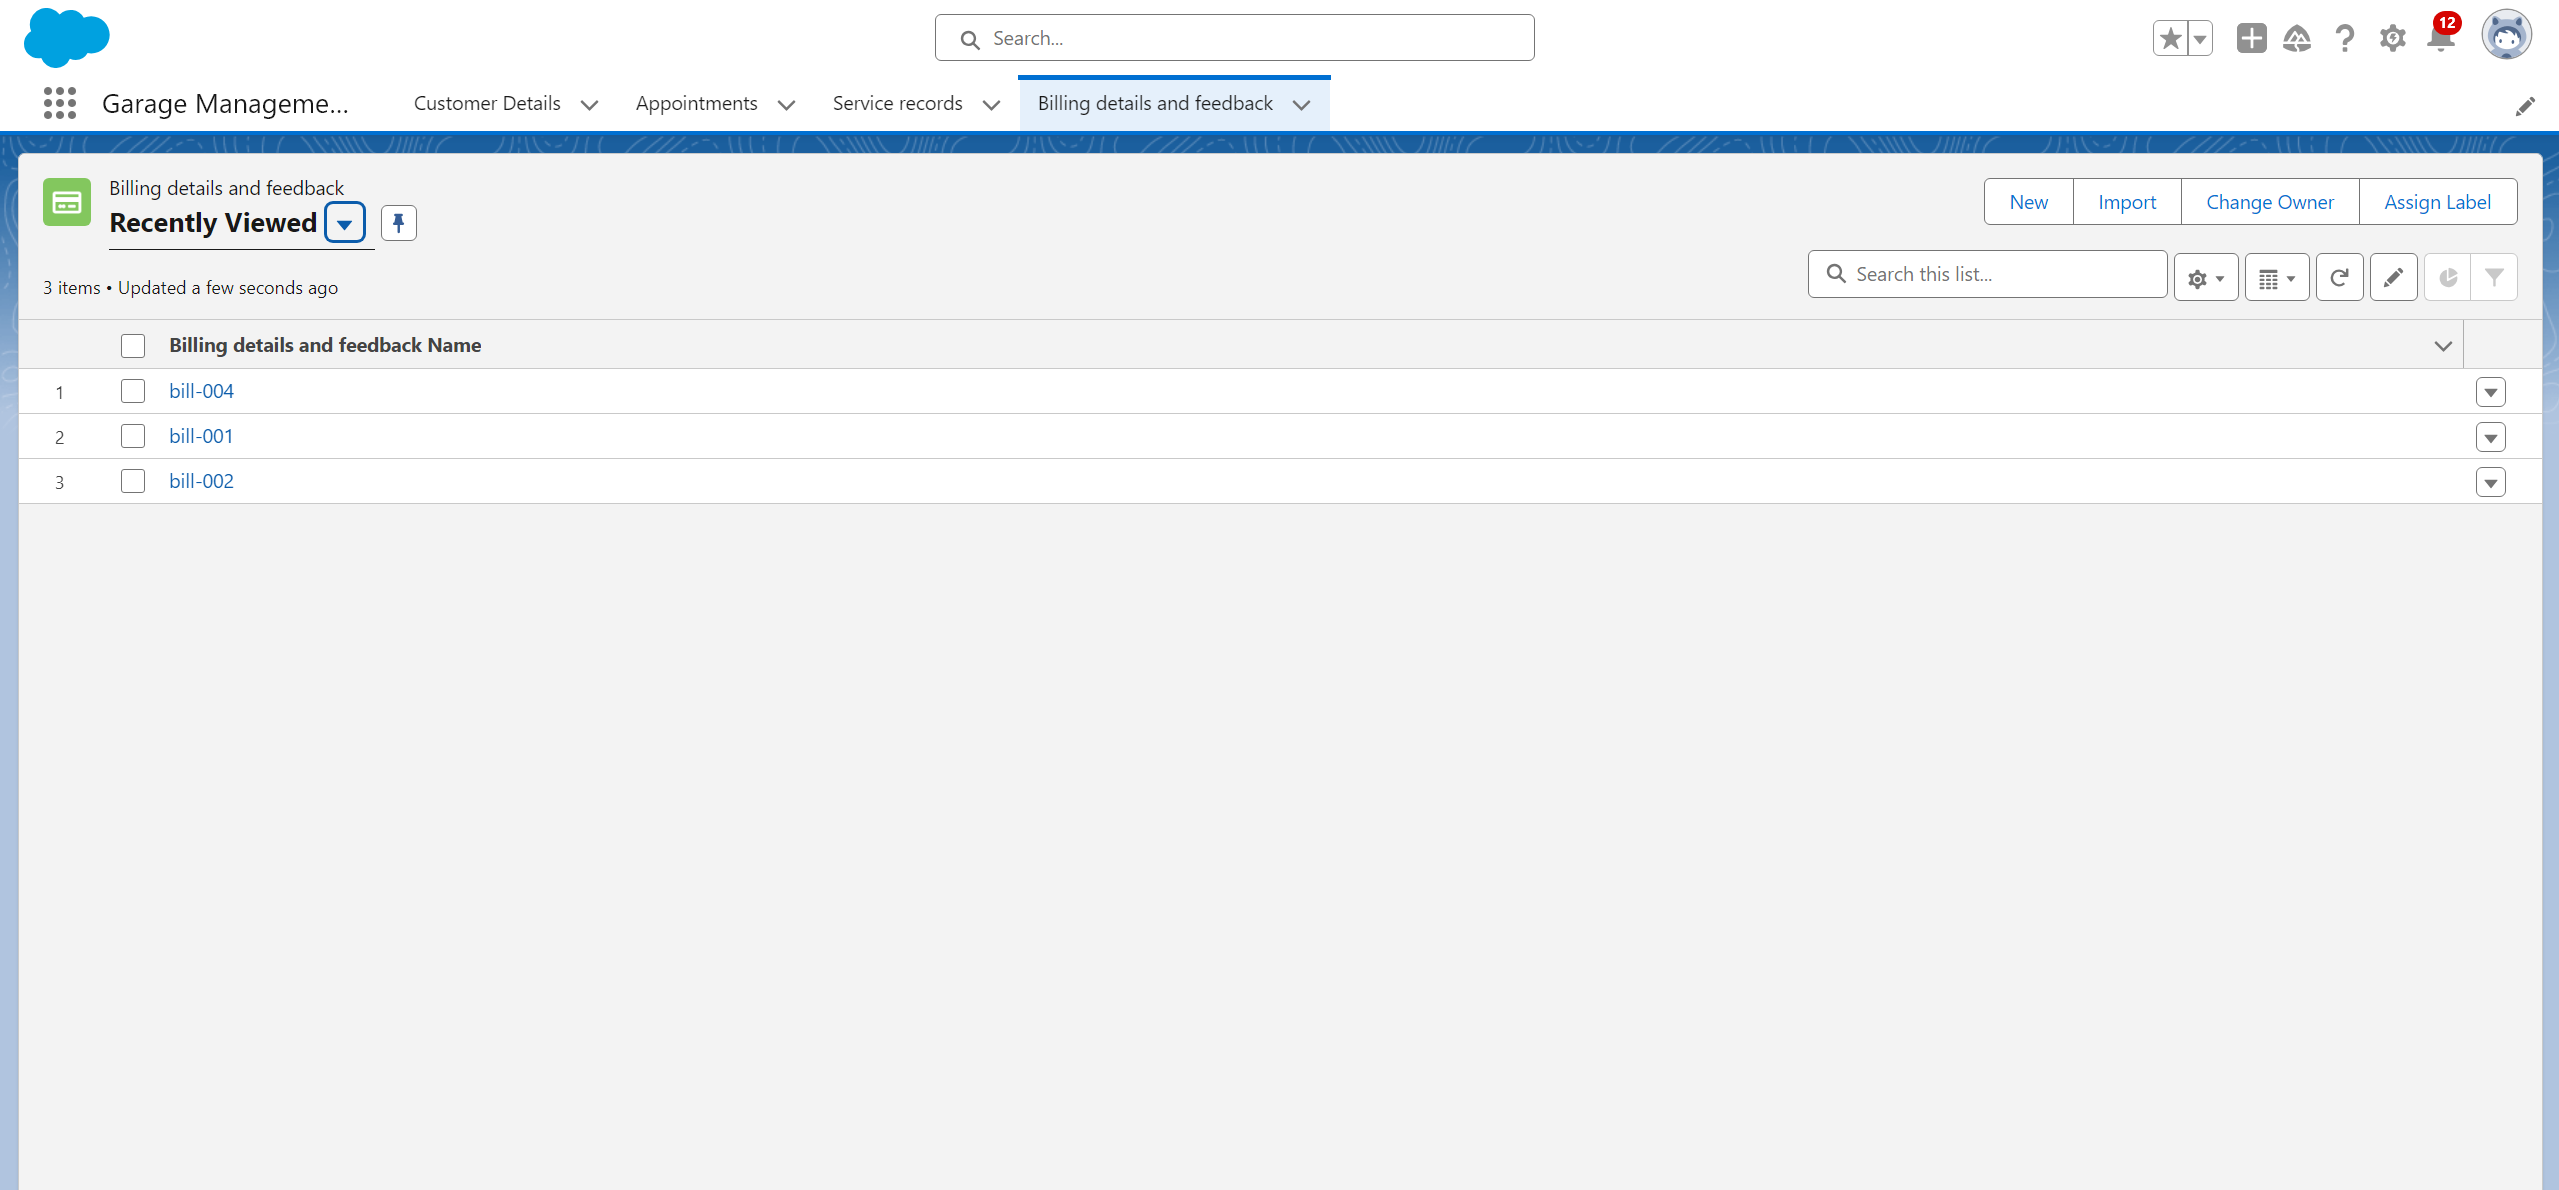 Search...
12
Garage Manageme...
Customer Details
Appointments
Service records
Billing details and feedback
Billing details and feedback
Recently Viewed
New
Import
Change Owner
Assign Label
3 items • Updated a few seconds ago
Search this list...
Billing details and feedback Name
1 bill-004
2 bill-001
3 bill-002